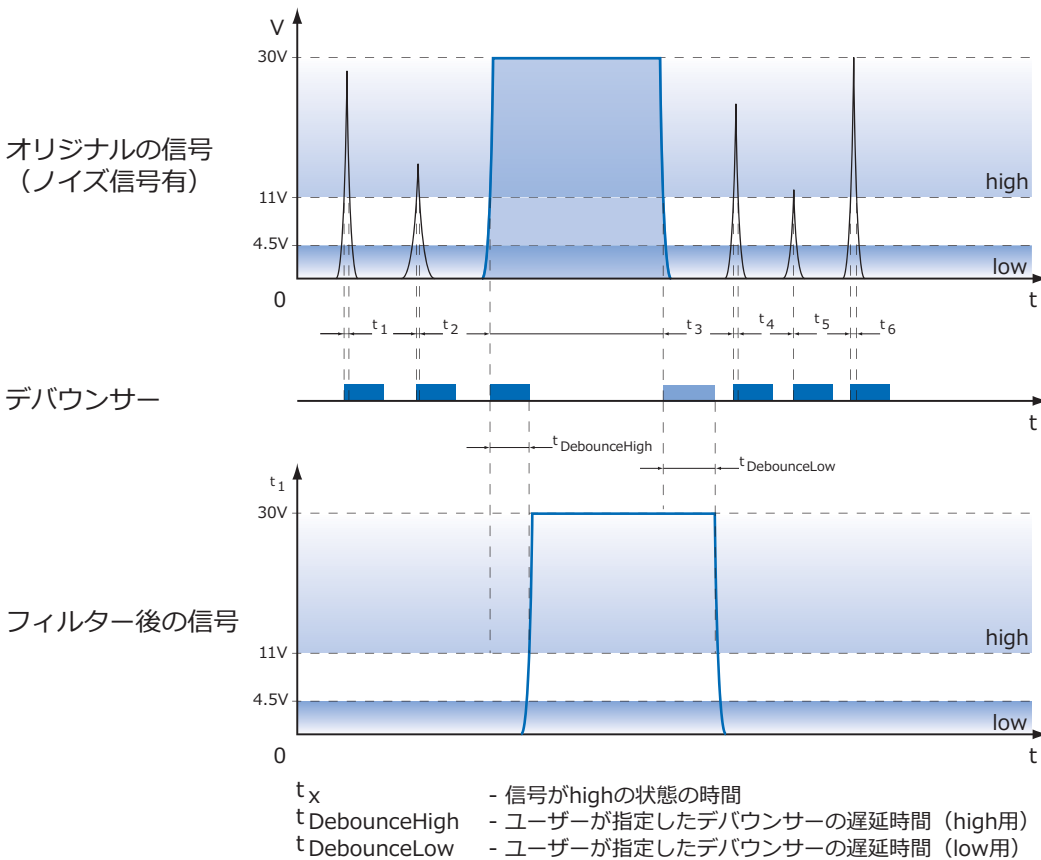 V
30V
オリジナルの信号
（ノイズ信号有）
high
11V
4.5V
low
0
t
t1
t2
t3
t4
t5
t6
デバウンサー
t
tDebounceHigh
tDebounceLow
t1
30V
フィルター後の信号
high
11V
4.5V
low
0
t
tx - 信号がhighの状態の時間
tDebounceHigh - ユーザーが指定したデバウンサーの遅延時間（high用）
tDebounceLow - ユーザーが指定したデバウンサーの遅延時間（low用）